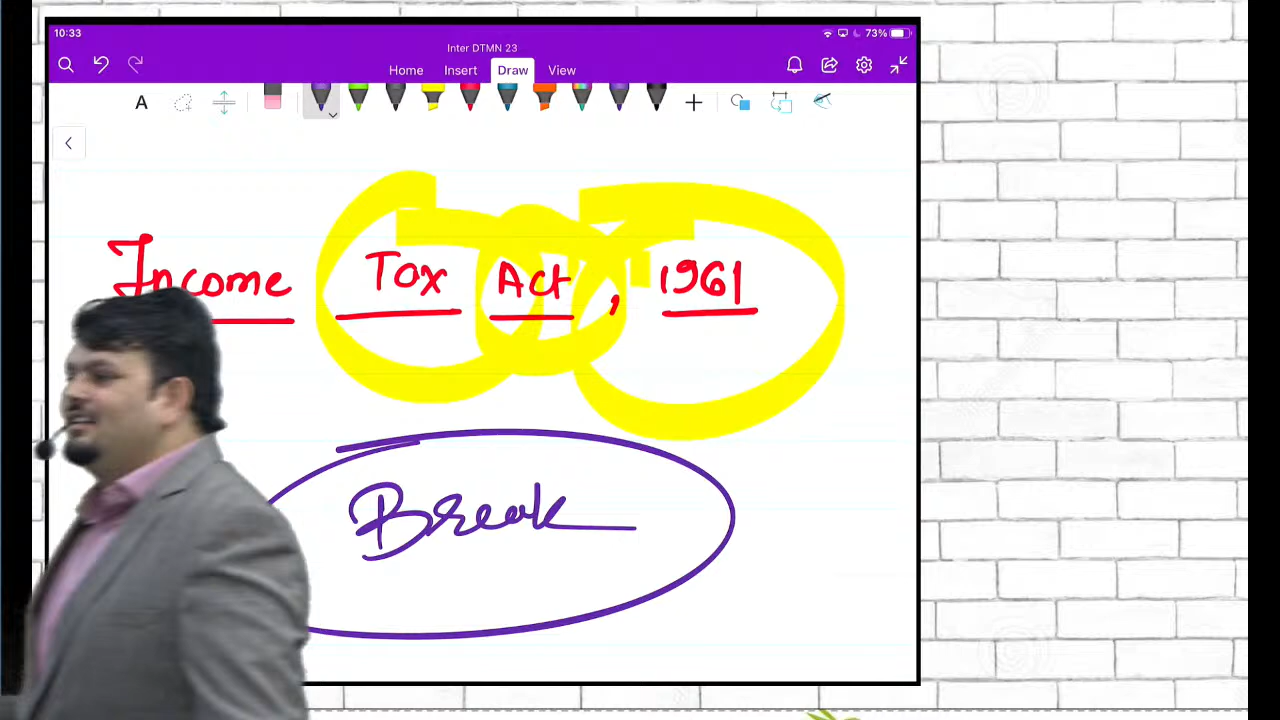 10:33
73%
Inter DTMN 23
Home Insert Draw View
A
Income Tax Act, 1961
Break